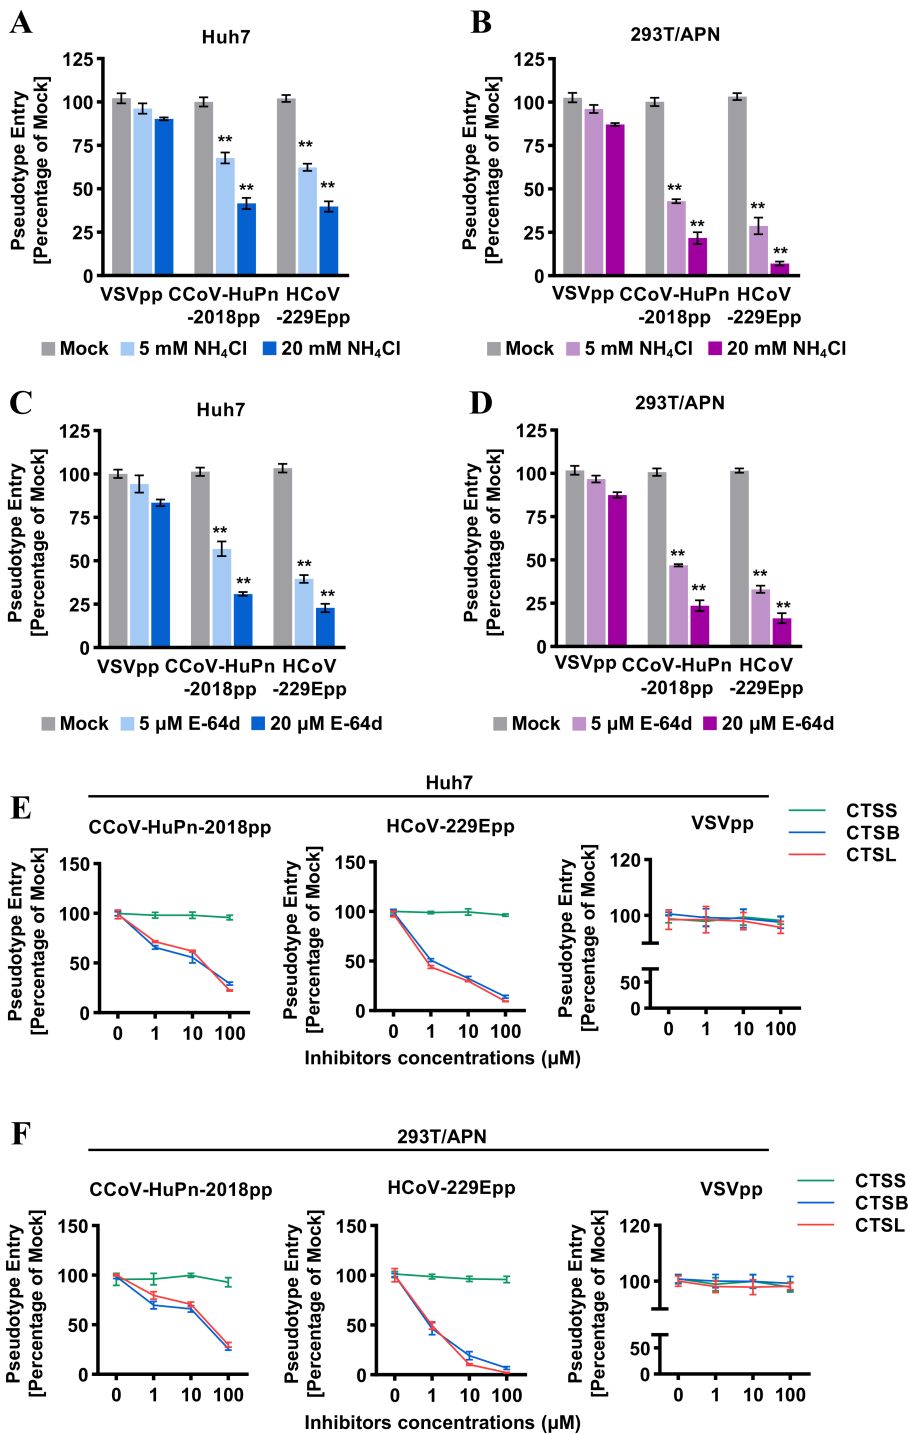 A
Huh7
Pseudotype Entry
[Percentage of Mock]
125
100
75
50
25
0
**
**
**
**
VSVpp CCoV-HuPn HCoV
-2018pp -229Epp
Mock 5 mM NH₄Cl 20 mM NH₄Cl
B
293T/APN
Pseudotype Entry
[Percentage of Mock]
125
100
75
50
25
0
**
**
**
**
VSVpp CCoV-HuPn HCoV
-2018pp -229Epp
Mock 5 mM NH₄Cl 20 mM NH₄Cl
C
Huh7
Pseudotype Entry
[Percentage of Mock]
125
100
75
50
25
0
**
**
**
**
VSVpp CCoV-HuPn HCoV
-2018pp -229Epp
Mock 5 µM E-64d 20 µM E-64d
D
293T/APN
Pseudotype Entry
[Percentage of Mock]
125
100
75
50
25
0
**
**
**
**
VSVpp CCoV-HuPn HCoV
-2018pp -229Epp
Mock 5 µM E-64d 20 µM E-64d
E
Huh7
CCoV-HuPn-2018pp
Pseudotype Entry
[Percentage of Mock]
150
100
50
0
0 1 10 100
HCoV-229Epp
Pseudotype Entry
[Percentage of Mock]
150
100
50
0
0 1 10 100
VSVpp
Pseudotype Entry
[Percentage of Mock]
120
100
50
0
0 1 10 100
CTSS
CTSB
CTSL
Inhibitors concentrations (µM)
F
293T/APN
CCoV-HuPn-2018pp
Pseudotype Entry
[Percentage of Mock]
150
100
50
0
0 1 10 100
HCoV-229Epp
Pseudotype Entry
[Percentage of Mock]
150
100
50
0
0 1 10 100
VSVpp
Pseudotype Entry
[Percentage of Mock]
120
100
50
0
0 1 10 100
CTSS
CTSB
CTSL
Inhibitors concentrations (µM)